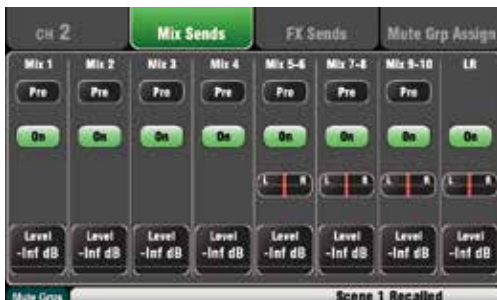 CH 2 Mix Sends FX Sends Mute Grp Assign
Mix 1 Mix 2 Mix 3 Mix 4 Mix 5-6 Mix 7-8 Mix 9-10 LR
Pre Pre Pre Pre Pre Pre Pre
On On On On On On On On
L R L R L R L R
Level Level Level Level Level Level Level Level
-Inf dB -Inf dB -Inf dB -Inf dB -Inf dB -Inf dB -Inf dB -Inf dB
Mute Grps Scene 1 Recalled